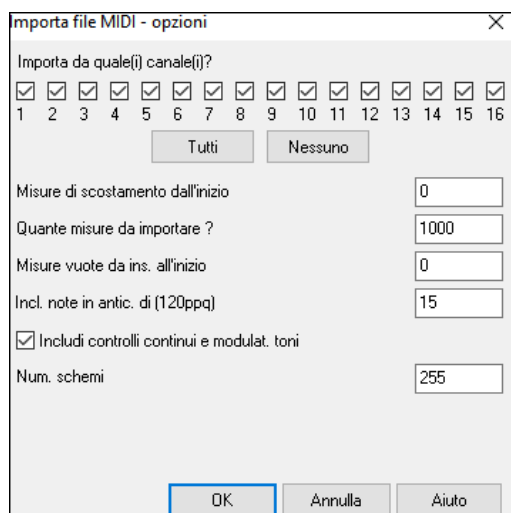 Importa file MIDI - opzioni
Importa da quale(i) canale(i)?
1 2 3 4 5 6 7 8 9 10 11 12 13 14 15 16
Tutti Nessuno
Misure di scostamento dall'inizio 0
Quante misure da importare ? 1000
Misure vuote da ins. all'inizio 0
Incl. note in antic. di (120ppq) 15
Includi controlli continui e modulat. toni
Num. schemi 255
OK Annulla Aiuto